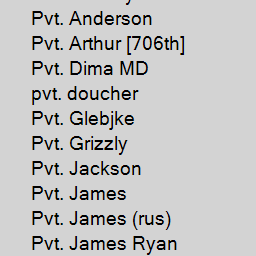 Pvt. Anderson
Pvt. Arthur [706th]
Pvt. Dima MD
pvt. doucher
Pvt. Glebjke
Pvt. Grizzly
Pvt. Jackson
Pvt. James
Pvt. James (rus)
Pvt. James Ryan